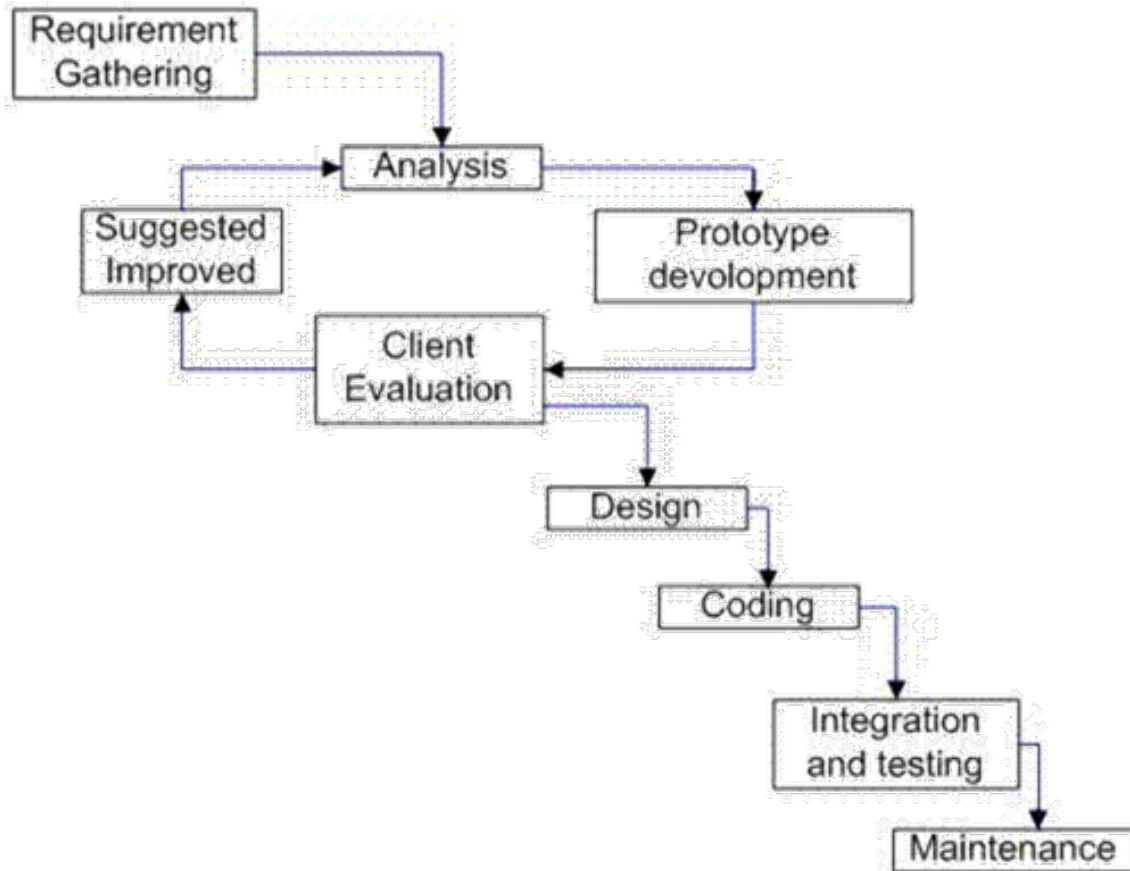 Requirement
Gathering
Analysis
Suggested
Improved
Prototype
devolopment
Client
Evaluation
Design
Coding
Integration
and testing
Maintenance